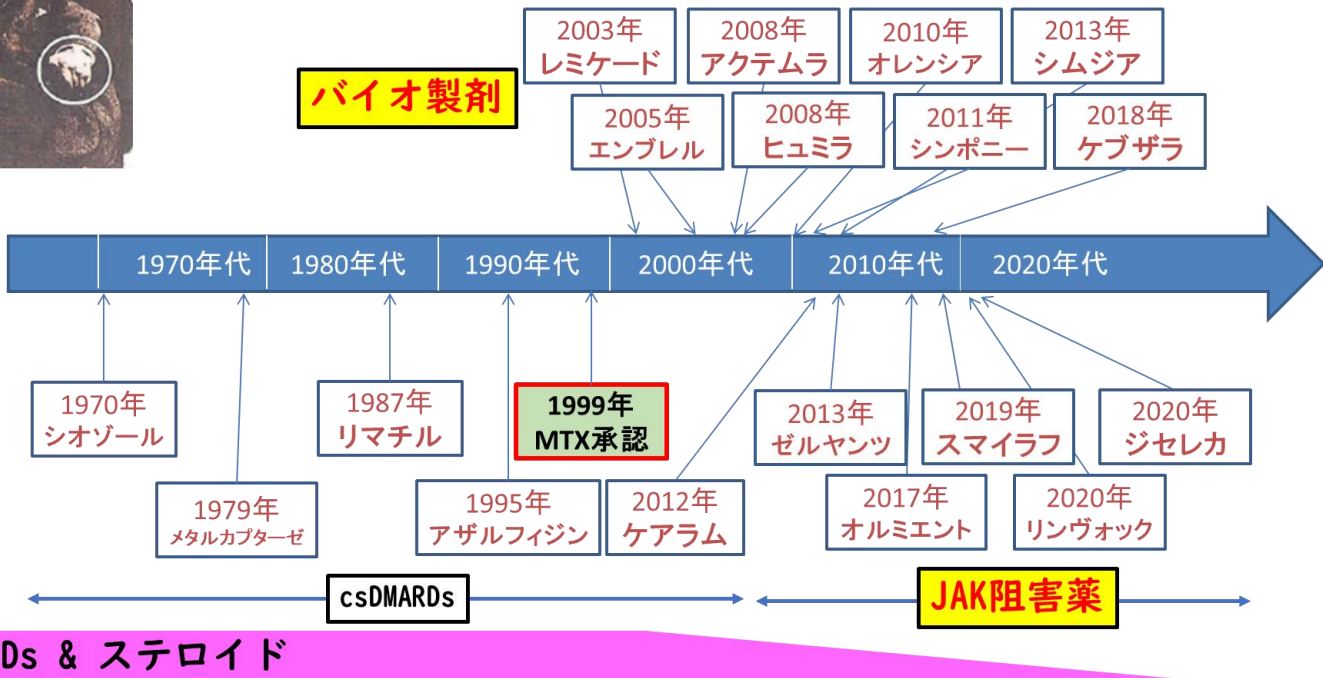 2003年
レミケード
2008年
アクテムラ
2010年
オレンシア
2013年
シムジア
バイオ製剤
2005年
エンブレル
2008年
ヒュミラ
2011年
シンポニー
2018年
ケブザラ
1970年代
1980年代
1990年代
2000年代
2010年代
2020年代
1970年
シオゾール
1987年
リマチル
1999年
MTX承認
2013年
ゼルヤンツ
2019年
スマイラフ
2020年
ジセレカ
1979年
メタルカプターゼ
1995年
アザルフィジン
2012年
ケアラム
2017年
オルミエント
2020年
リンヴォック
csDMARDs
JAK阻害薬
Ds & ステロイド